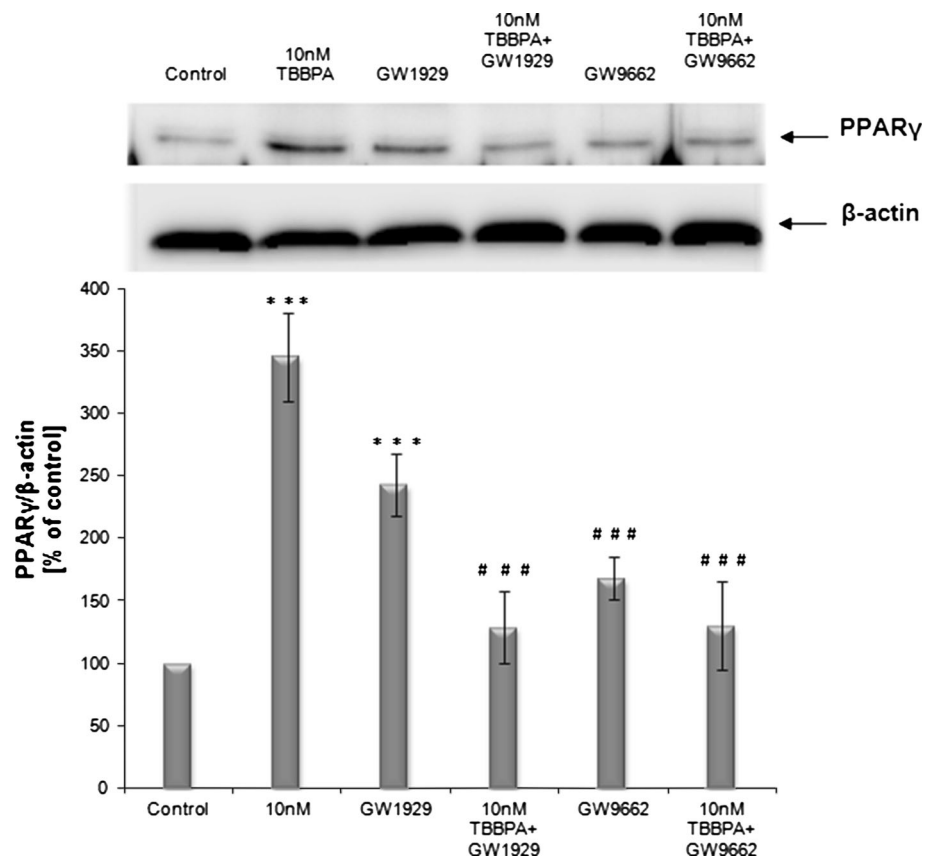 Control
10nM
TBBPA
GW1929
10nM
TBBPA+
GW1929
GW9662
10nM
TBBPA+
GW9662
PPARγ
β-actin
PPARγ/β-actin
[% of control]
400
350
300
250
200
150
100
50
0
* * *
* * *
# # #
# # #
# # #
Control
10nM
GW1929
10nM
TBBPA+
GW1929
GW9662
10nM
TBBPA+
GW9662